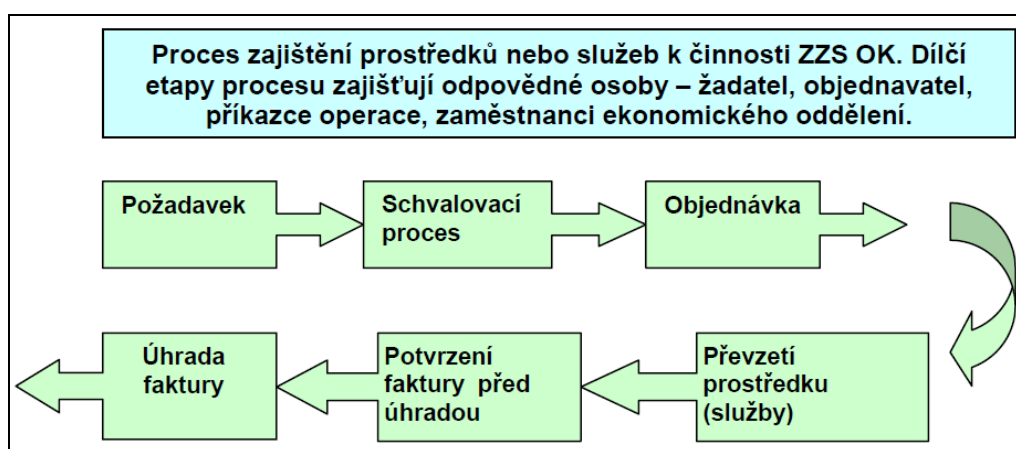 Proces zajištění prostředků nebo služeb k činnosti ZZS OK. Dílčí
etapy procesu zajišťují odpovědné osoby – žadatel, objednavatel,
příkazce operace, zaměstnanci ekonomického oddělení.
Požadavek
Schvalovací
proces
Objednávka
Úhrada
faktury
Potvrzení
faktury před
úhradou
Převzetí
prostředku
(služby)